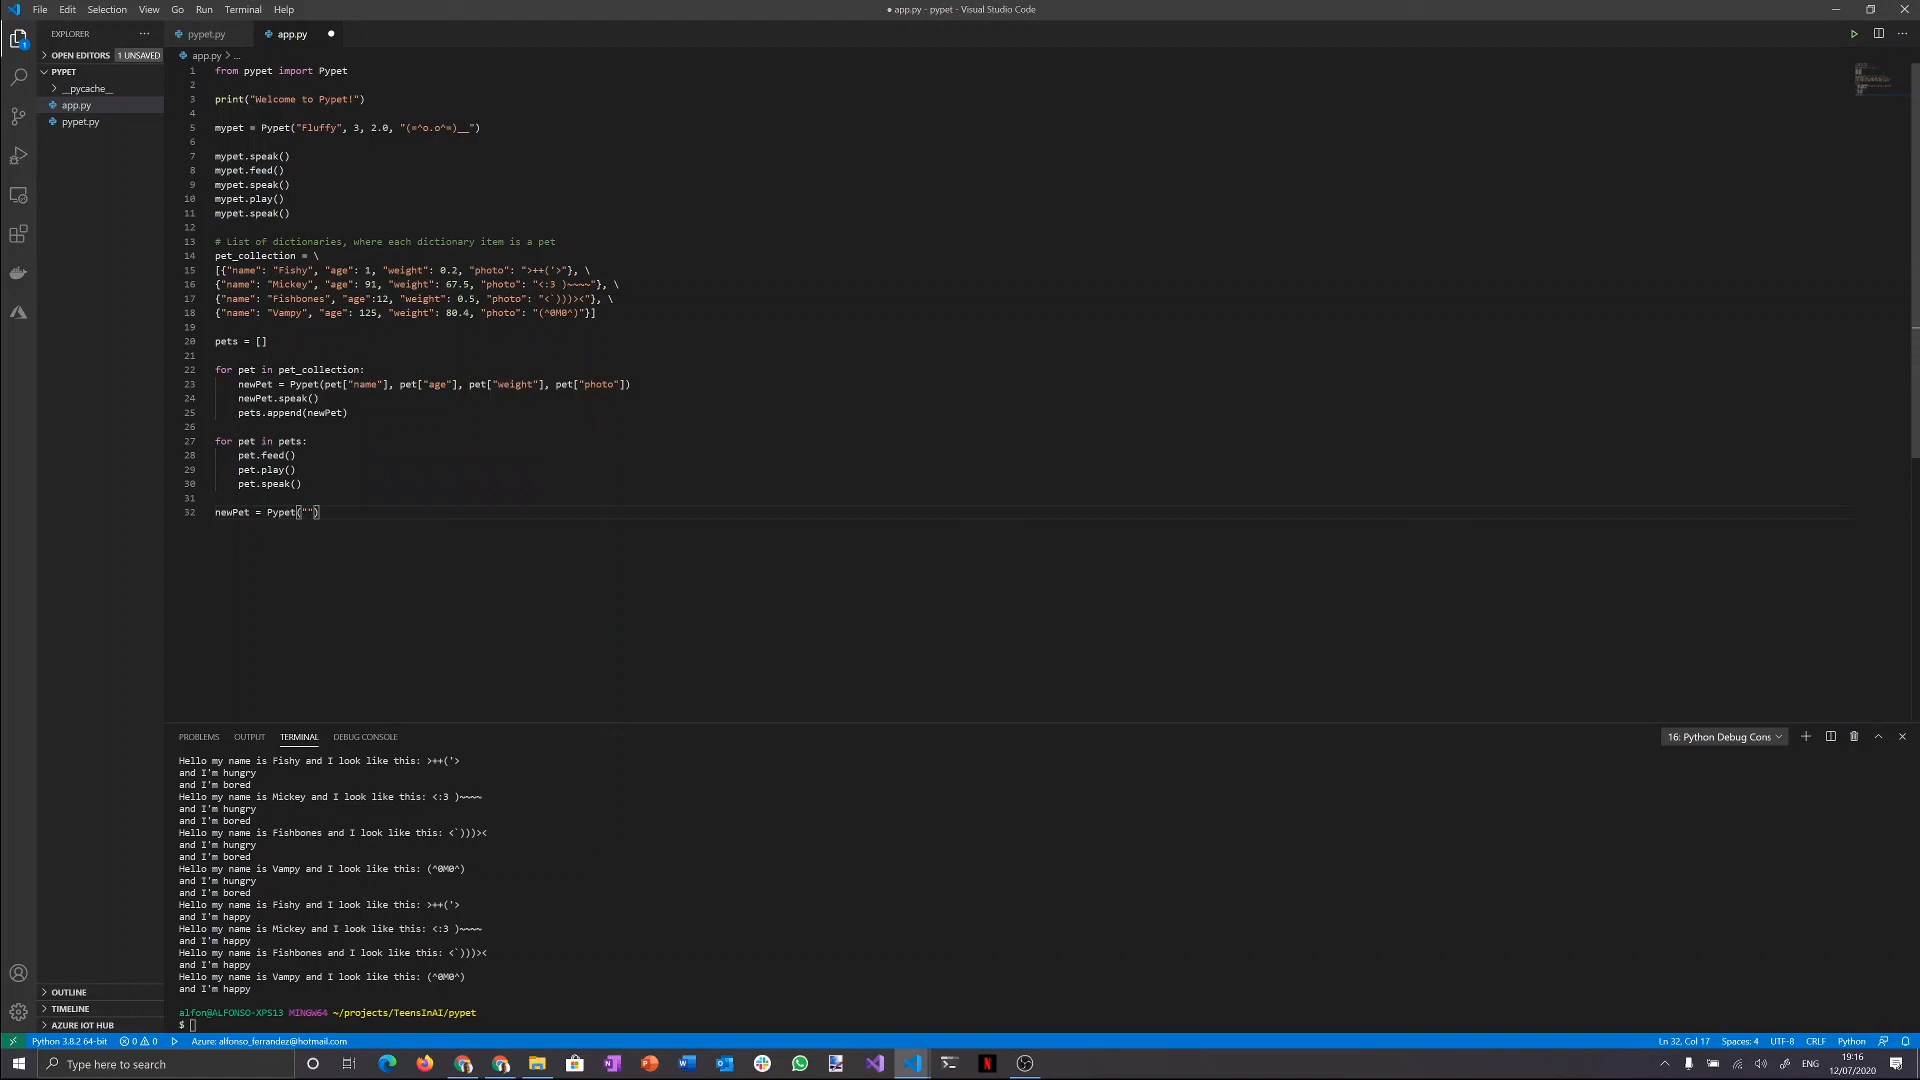 File Edit Selection View Go Run Terminal Help
● app.py - pypet - Visual Studio Code
EXPLORER
OPEN EDITORS 1 UNSAVED
PYPET
__pycache__
app.py
pypet.py
1
pypet.py
app.py
app.py > ...
1 from pypet import Pypet
2
3 print("Welcome to Pypet!")
4
5 mypet = Pypet("Fluffy", 3, 2.0, "(=^o.o^=)__")
6
7 mypet.speak()
8 mypet.feed()
9 mypet.speak()
10 mypet.play()
11 mypet.speak()
12
13 # List of dictionaries, where each dictionary item is a pet
14 pet_collection = \
15 [{"name": "Fishy", "age": 1, "weight": 0.2, "photo": ">++('>"}, \
16 {"name": "Mickey", "age": 91, "weight": 67.5, "photo": "<:3 )~~~~"}, \
17 {"name": "Fishbones", "age":12, "weight": 0.5, "photo": "<`)))><"}, \
18 {"name": "Vampy", "age": 125, "weight": 80.4, "photo": "(^0M0^)"}]
19
20 pets = []
21
22 for pet in pet_collection:
23 newPet = Pypet(pet["name"], pet["age"], pet["weight"], pet["photo"])
24 newPet.speak()
25 pets.append(newPet)
26
27 for pet in pets:
28 pet.feed()
29 pet.play()
30 pet.speak()
31
32 newPet = Pypet("")
PROBLEMS OUTPUT TERMINAL DEBUG CONSOLE
16: Python Debug Cons
Hello my name is Fishy and I look like this: >++('>
and I'm hungry
and I'm bored
Hello my name is Mickey and I look like this: <:3 )~~~~
and I'm hungry
and I'm bored
Hello my name is Fishbones and I look like this: <`)))><
and I'm hungry
and I'm bored
Hello my name is Vampy and I look like this: (^0M0^)
and I'm hungry
and I'm bored
Hello my name is Fishy and I look like this: >++('>
and I'm happy
Hello my name is Mickey and I look like this: <:3 )~~~~
and I'm happy
Hello my name is Fishbones and I look like this: <`)))><
and I'm happy
Hello my name is Vampy and I look like this: (^0M0^)
and I'm happy
alfon@ALFONSO-XPS13 MINGW64 ~/projects/TeensInAI/pypet
$
OUTLINE
TIMELINE
AZURE IOT HUB
Python 3.8.2 64-bit 0 0 Azure: alfonso_ferrandez@hotmail.com
Ln 32, Col 17 Spaces: 4 UTF-8 CRLF Python
Type here to search
ENG
19:16
12/07/2020